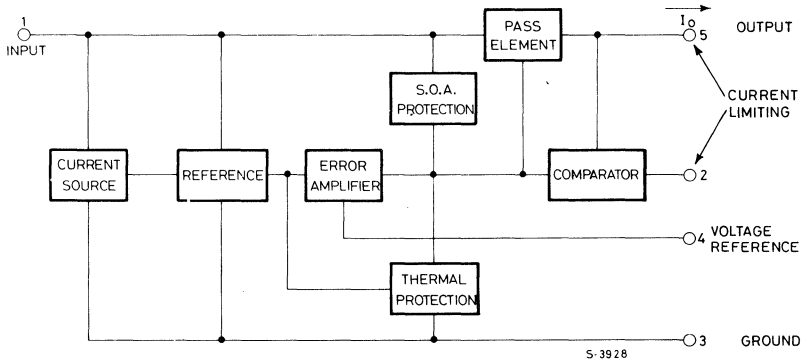 1
INPUT
PASS
ELEMENT
Io
5
OUTPUT
S.O.A.
PROTECTION
CURRENT
LIMITING
CURRENT
SOURCE
REFERENCE
ERROR
AMPLIFIER
COMPARATOR
2
4
VOLTAGE
REFERENCE
THERMAL
PROTECTION
3
GROUND
S-3928